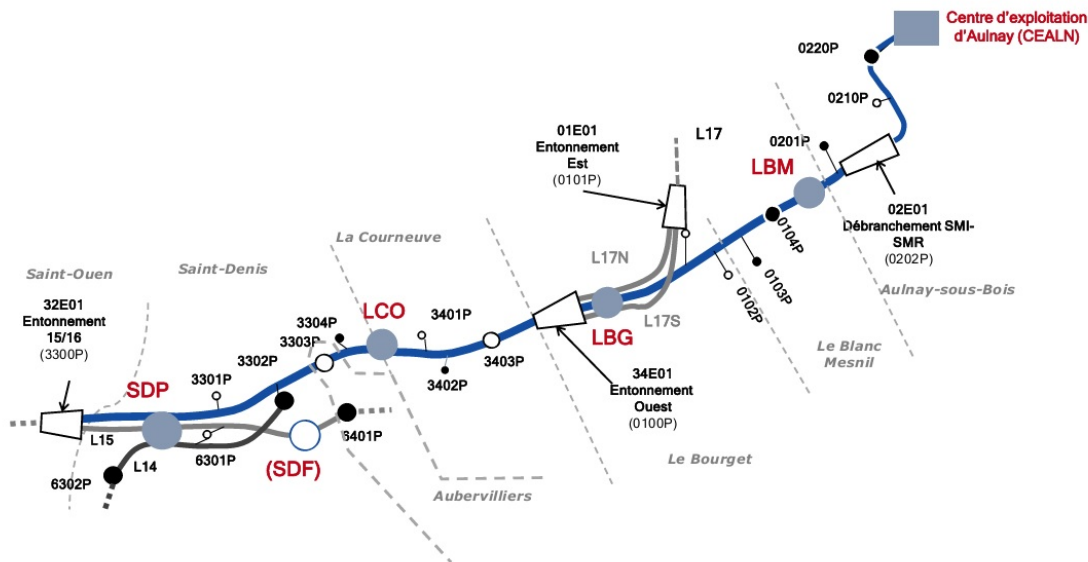 Centre d'exploitation
d'Aulnay (CEALN)
0220P
0210P
01E01
Entonnement
Est
(0101P)
L17
0201P
LBM
02E01
Débranchement SMI-
SMR
(0202P)
0104P
0103P
0102P
Aulnay-sous-Bois
La Courneuve
Saint-Ouen
Saint-Denis
L17N
L17S
LBG
Le Blanc
Mesnil
32E01
Entonnement
15/16
(3300P)
LCO
3401P
3304P
3303P
3302P
3402P
3403P
34E01
Entonnement
Ouest
(0100P)
SDP
3301P
L15
L14
6301P
6302P
(SDF)
6401P
Aubervilliers
Le Bourget